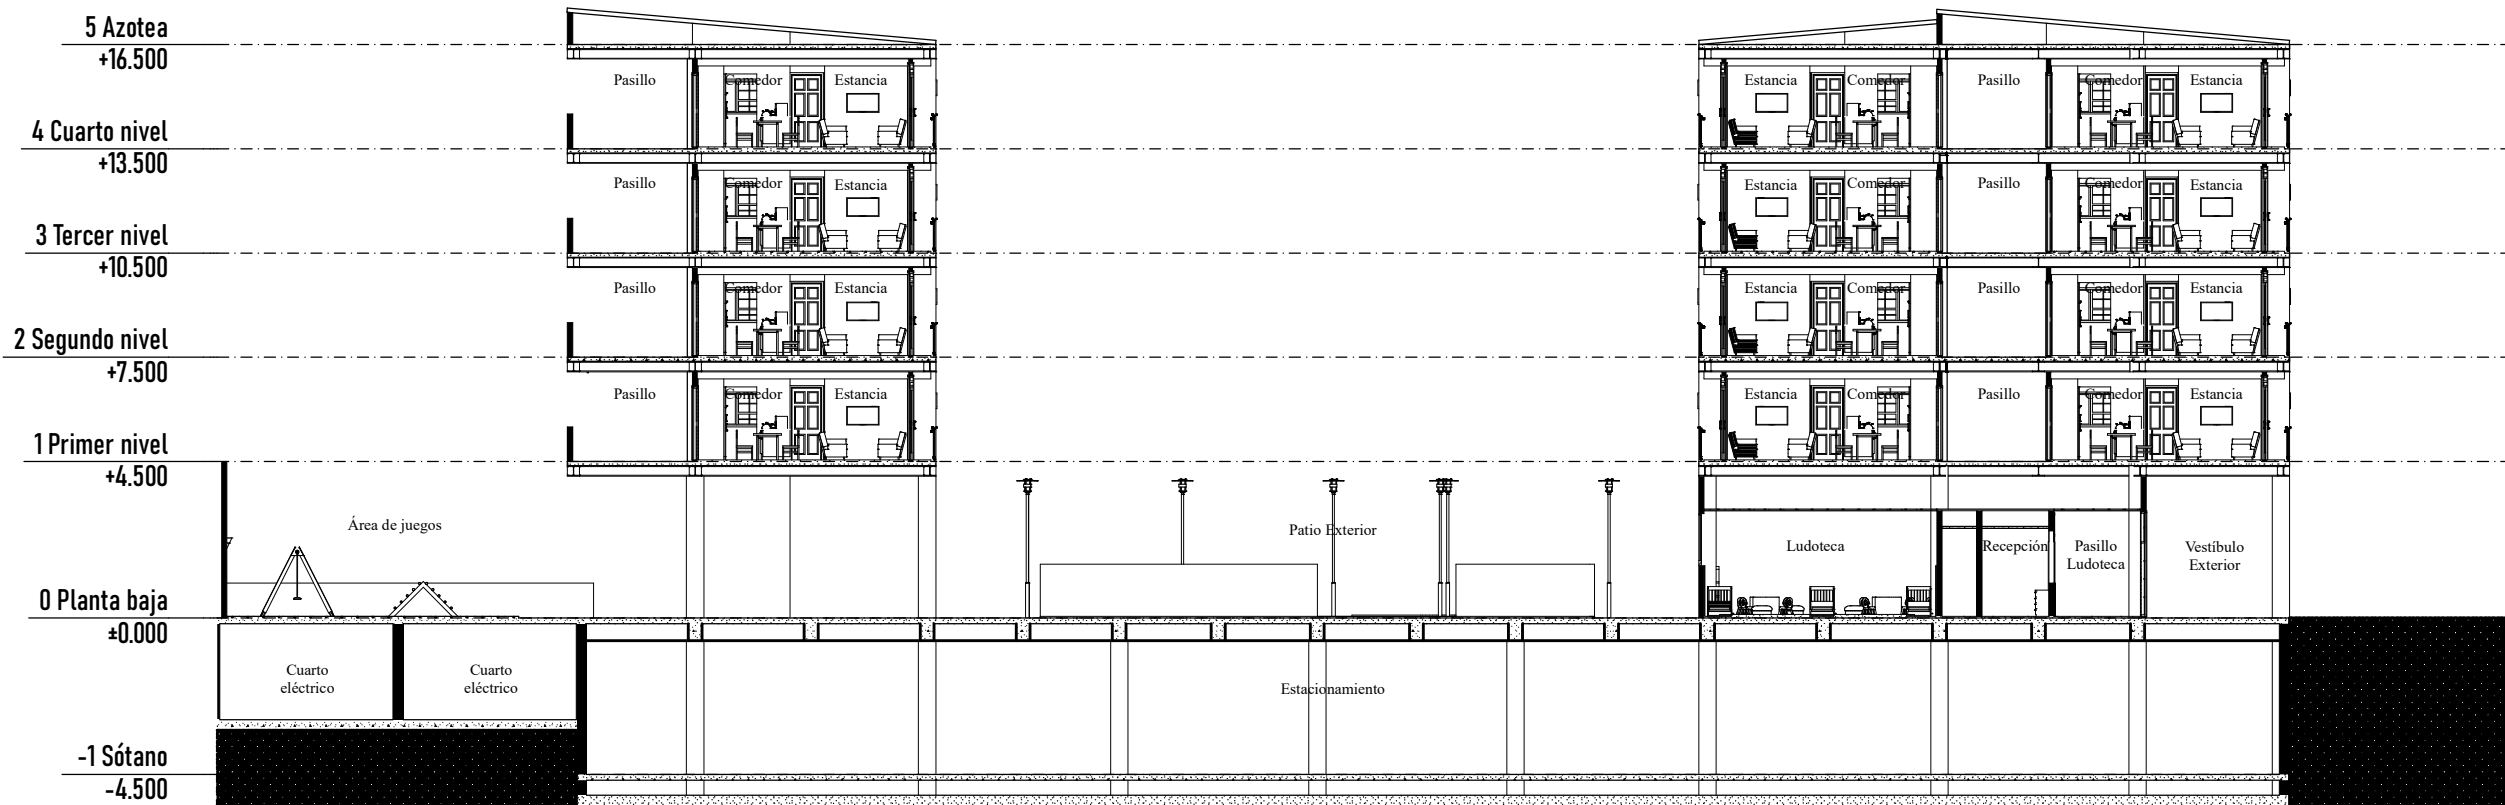 5 Azotea
+16.500
Pasillo
Comedor
Estancia
Estancia
Comedor
Pasillo
Comedor
Estancia
4 Cuarto nivel
+13.500
Pasillo
Comedor
Estancia
Estancia
Comedor
Pasillo
Comedor
Estancia
3 Tercer nivel
+10.500
Pasillo
Comedor
Estancia
Estancia
Comedor
Pasillo
Comedor
Estancia
2 Segundo nivel
+7.500
Pasillo
Comedor
Estancia
Estancia
Comedor
Pasillo
Comedor
Estancia
1 Primer nivel
+4.500
Área de juegos
Patio Exterior
Ludoteca
Recepción
Pasillo
Ludoteca
Vestíbulo
Exterior
0 Planta baja
±0.000
Cuarto
eléctrico
Cuarto
eléctrico
Estacionamiento
-1 Sótano
-4.500